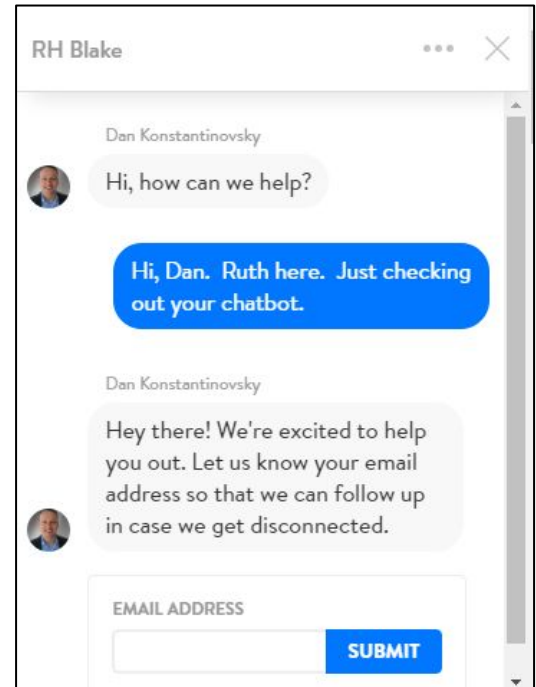 RH Blake
Dan Konstantinovsky
Hi, how can we help?
Hi, Dan.  Ruth here.  Just checking
out your chatbot.
Dan Konstantinovsky
Hey there! We're excited to help
you out. Let us know your email
address so that we can follow up
in case we get disconnected.
EMAIL ADDRESS
SUBMIT